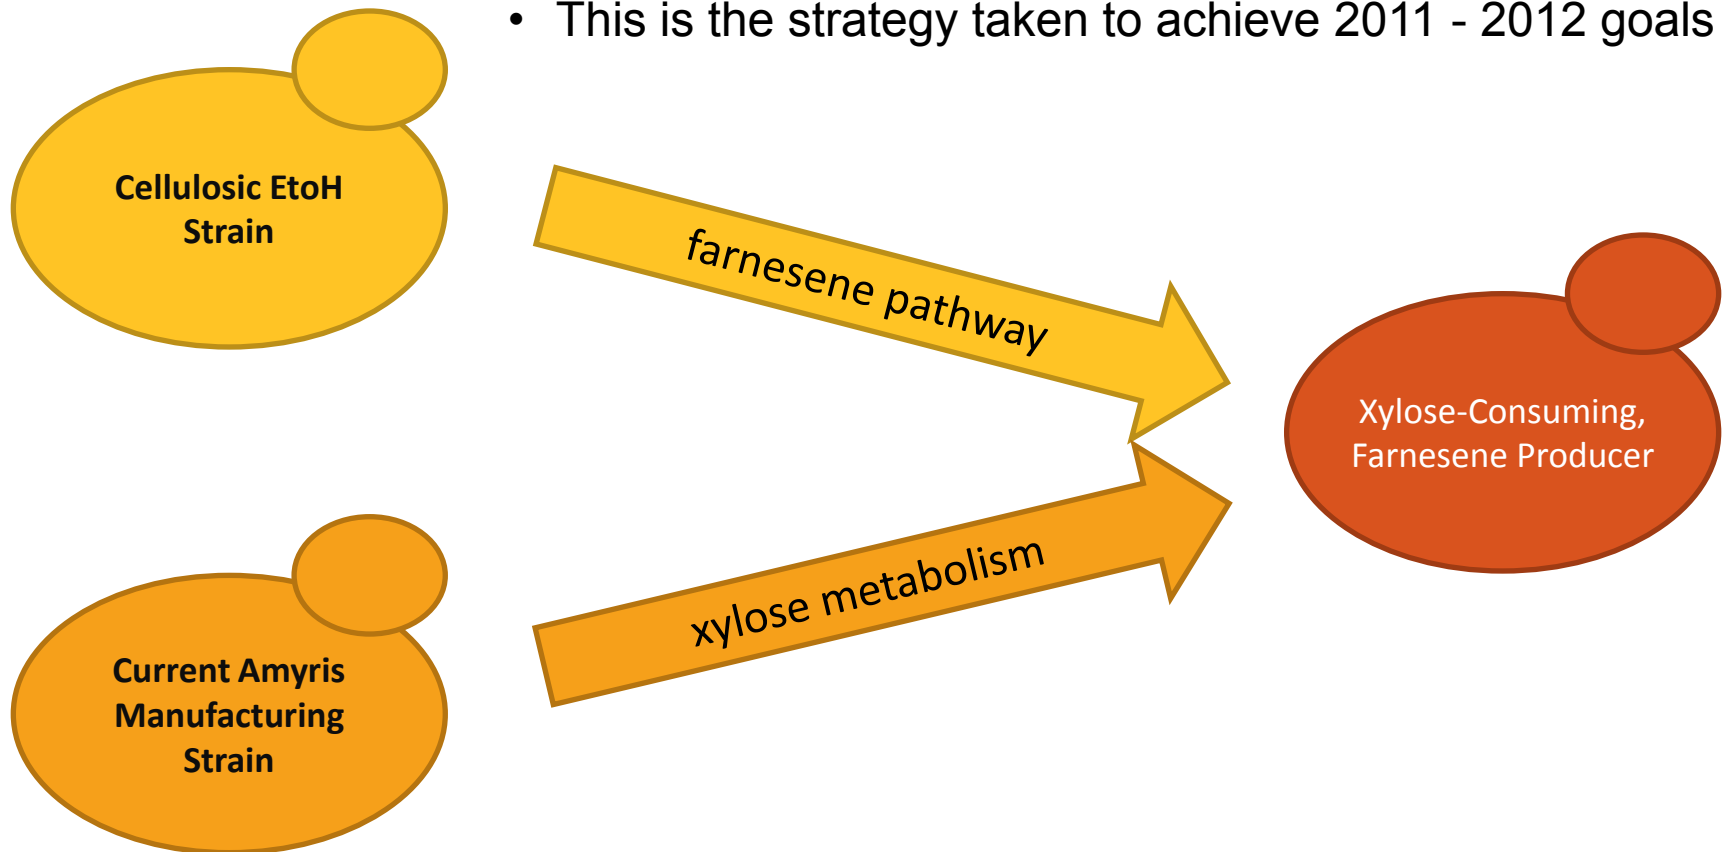 • This is the strategy taken to achieve 2011 - 2012 goals
Cellulosic EtoH
Strain
farnesene pathway
Xylose-Consuming,
Farnesene Producer
xylose metabolism
Current Amyris
Manufacturing
Strain